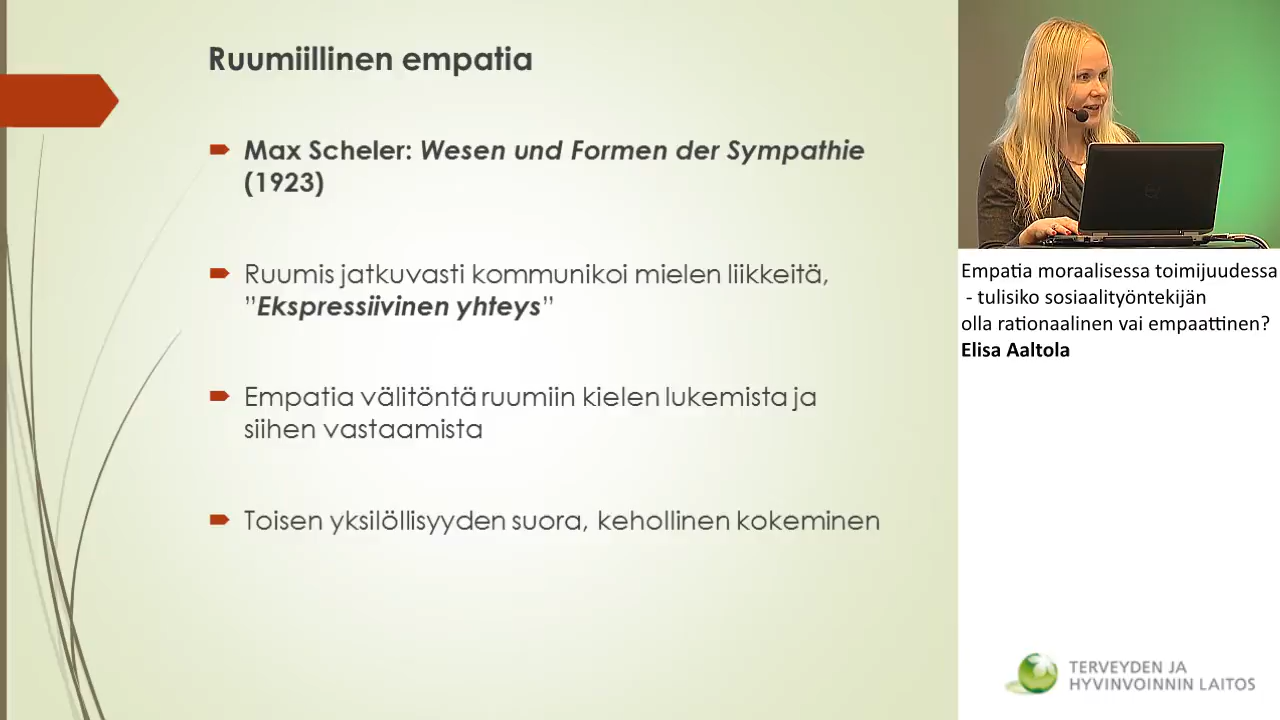 Ruumiillinen empatia
Max Scheler: Wesen und Formen der Sympathie
(1923)
Ruumis jatkuvasti kommunikoi mielen liikkeitä,
”Ekspressiivinen yhteys”
Empatia välitöntä ruumiin kielen lukemista ja
siihen vastaamista
Toisen yksilöllisyyden suora, kehollinen kokeminen
Empatia moraalisessa toimijuudessa
- tulisiko sosiaalityöntekijän
olla rationaalinen vai empaattinen?
Elisa Aaltola
TERVEYDEN JA
HYVINVOINNIN LAITOS